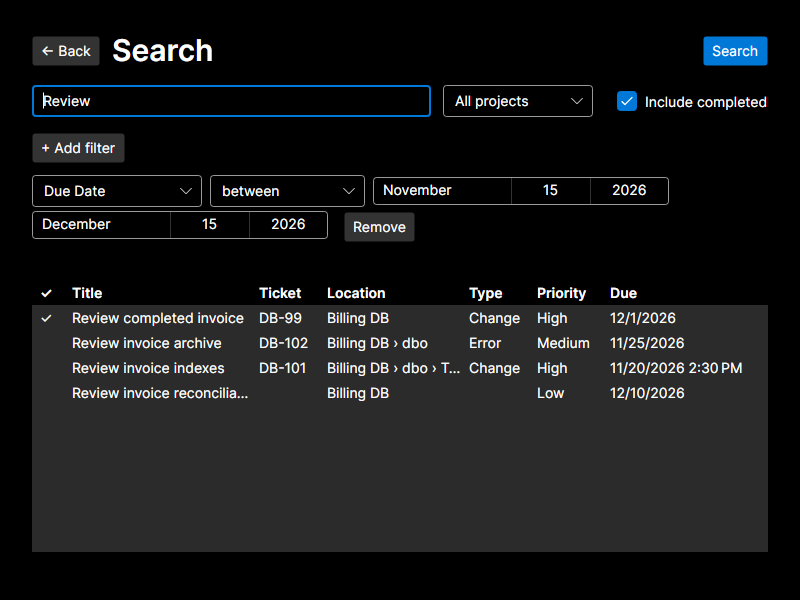 ← Back Search Search
Review All projects Include completed
+ Add filter
Due Date between November 15 2026
December 15 2026 Remove
✓ Title Ticket Location Type Priority Due
✓ Review completed invoice DB-99 Billing DB Change High 12/1/2026
Review invoice archive DB-102 Billing DB › dbo Error Medium 11/25/2026
Review invoice indexes DB-101 Billing DB › dbo › T... Change High 11/20/2026 2:30 PM
Review invoice reconcilia... Billing DB Low 12/10/2026